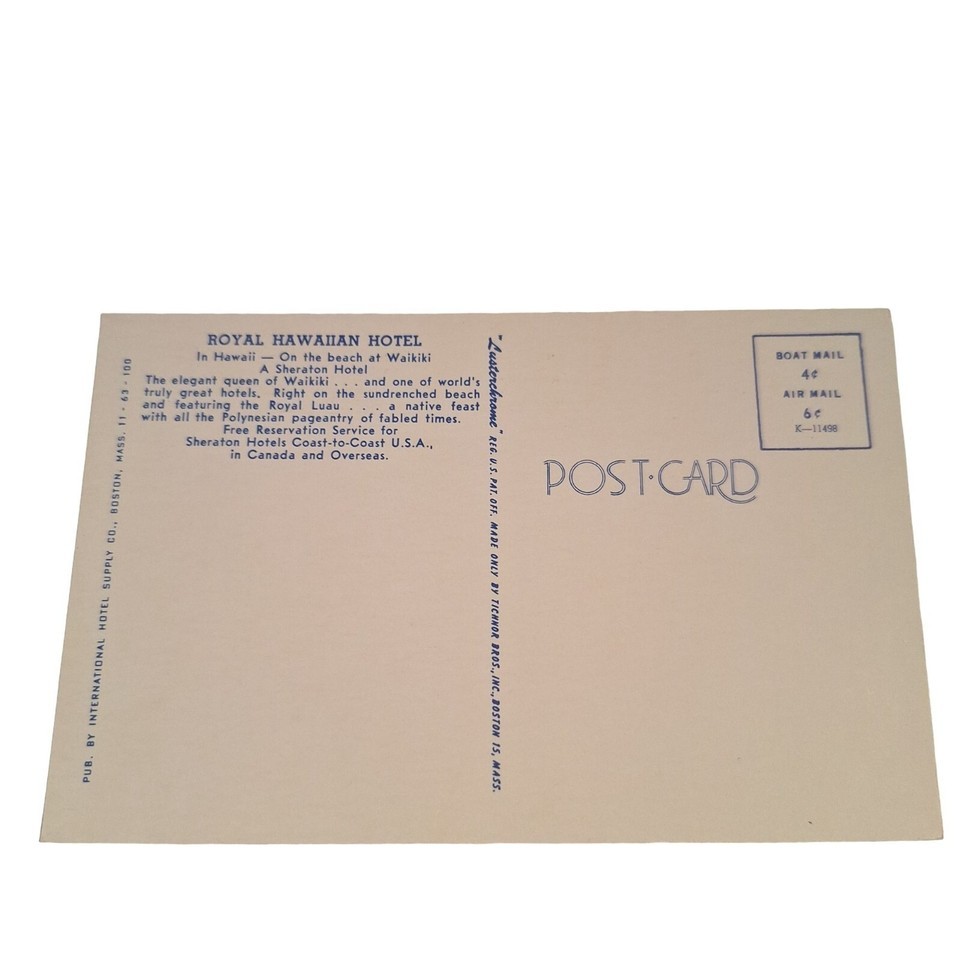 ROYAL HAWAIIAN HOTEL
In Hawaii — On the beach at Waikiki
A Sheraton Hotel
The elegant queen of Waikiki . . . and one of world's
truly great hotels. Right on the sundrenched beach
and featuring the Royal Luau . . . a native feast
with all the Polynesian pageantry of fabled times.
Free Reservation Service for
Sheraton Hotels Coast-to-Coast U.S.A.,
in Canada and Overseas.
PUB. BY INTERNATIONAL HOTEL SUPPLY CO., BOSTON, MASS. 11 - 63 - 100
"Lusterchrome" REG. U.S. PAT. OFF. MADE ONLY BY TICHNOR BROS., INC., BOSTON 15, MASS.
POST·CARD
BOAT MAIL
4¢
AIR MAIL
6¢
K—11498